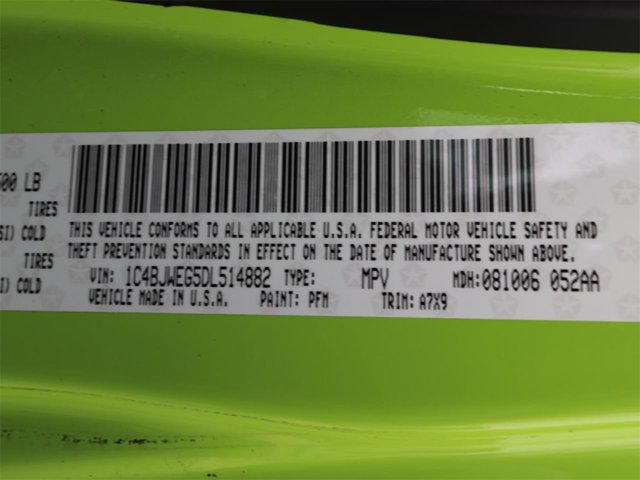 500 LB
TIRES
SI) COLD
TIRES
I) COLD
THIS VEHICLE CONFORMS TO ALL APPLICABLE U.S.A. FEDERAL MOTOR VEHICLE SAFETY AND
THEFT PREVENTION STANDARDS IN EFFECT ON THE DATE OF MANUFACTURE SHOWN ABOVE.
VIN: 1C4BJWEG5DL514882 TYPE: MPV MDH:081006 052AA
VEHICLE MADE IN U.S.A. PAINT: PFM TRIM: A7X9